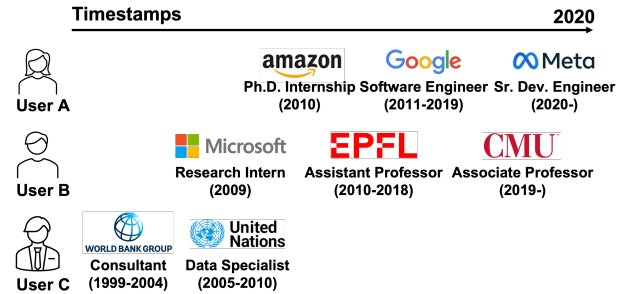 Timestamps 2020
amazon Google Meta
Ph.D. Internship Software Engineer Sr. Dev. Engineer
User A (2010) (2011-2019) (2020-)
Microsoft EPFL CMU
Research Intern Assistant Professor Associate Professor
User B (2009) (2010-2018) (2019-)
United
Nations
WORLD BANK GROUP
Consultant Data Specialist
User C (1999-2004) (2005-2010)